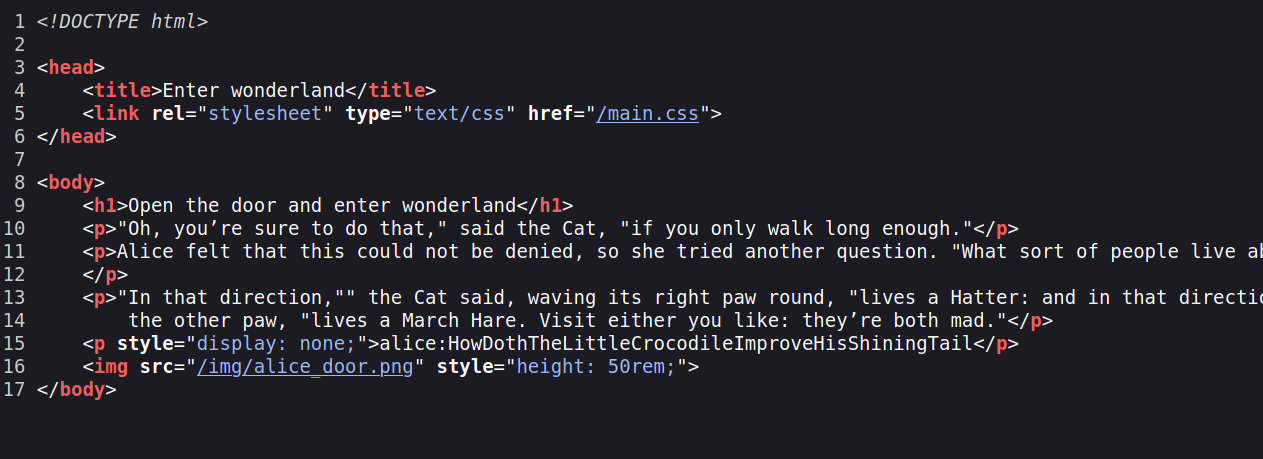 1 <!DOCTYPE html>
2
3 <head>
4     <title>Enter wonderland</title>
5     <link rel="stylesheet" type="text/css" href="/main.css">
6 </head>
7
8 <body>
9     <h1>Open the door and enter wonderland</h1>
10     <p>"Oh, you’re sure to do that," said the Cat, "if you only walk long enough."</p>
11     <p>Alice felt that this could not be denied, so she tried another question. "What sort of people live
12     </p>
13     <p>"In that direction,"" the Cat said, waving its right paw round, "lives a Hatter: and in that
14         the other paw, "lives a March Hare. Visit either you like: they’re both mad."</p>
15     <p style="display: none;">alice:HowDothTheLittleCrocodileImproveHisShiningTail</p>
16     <img src="/img/alice_door.png" style="height: 50rem;">
17 </body>